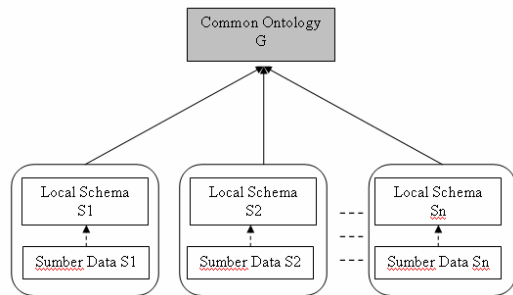 Common Ontology
G
Local Schema
S1
Local Schema
S2
Local Schema
Sn
Sumber Data S1
Sumber Data S2
Sumber Data Sn